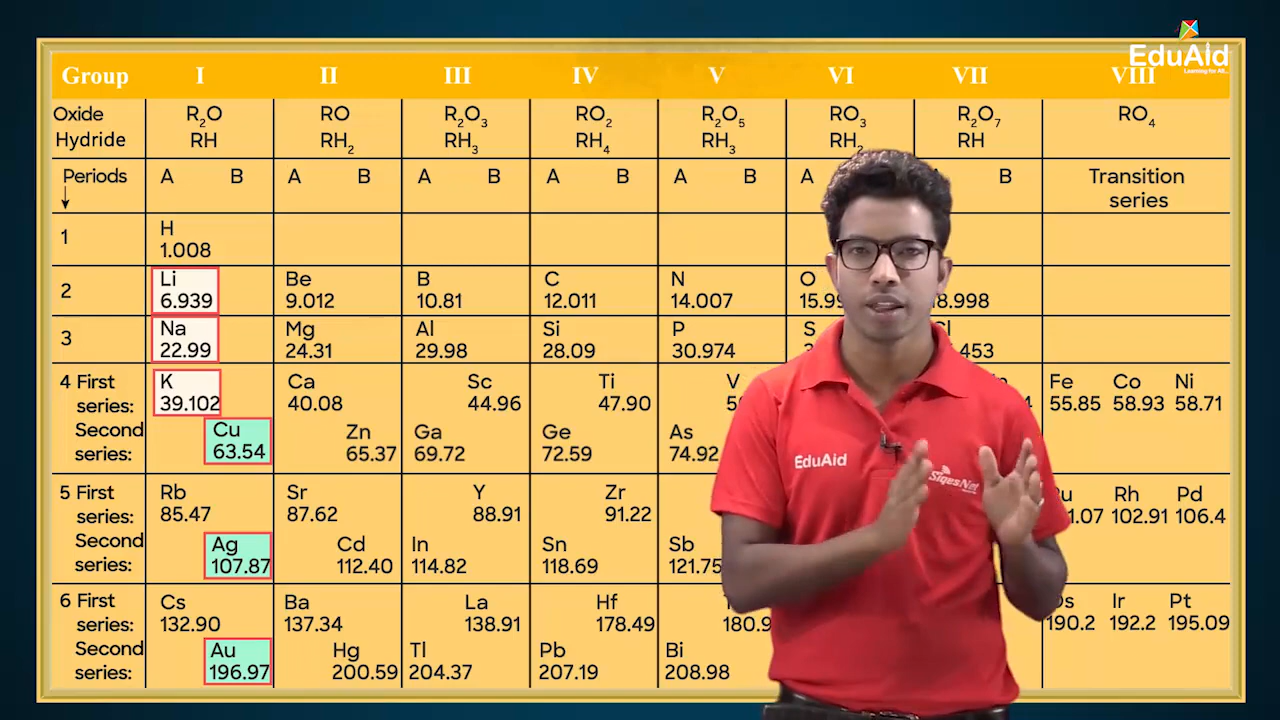 EduAid
Learning for All...
Group I II III IV V VI VII VIII
Oxide R₂O RO R₂O₃ RO₂ R₂O₅ RO₃ R₂O₇ RO₄
Hydride RH RH₂ RH₃ RH₄ RH₃ RH₂ RH
Periods A B A B A B A B A B A B Transition
↓ series
1 H
1.008
2 Li Be B C N O
6.939 9.012 10.81 12.011 14.007 15.99 18.998
3 Na Mg Al Si P S Cl
22.99 24.31 29.98 28.09 30.974 .453
4 First K Ca Sc Ti V Fe Co Ni
series: 39.102 40.08 44.96 47.90 55.85 58.93 58.71
Second Cu Zn Ga Ge As
series: 63.54 65.37 69.72 72.59 74.92
5 First Rb Sr Y Zr Ru Rh Pd
series: 85.47 87.62 88.91 91.22 1.07 102.91 106.4
Second Ag Cd In Sn Sb
series: 107.87 112.40 114.82 118.69 121.75
6 First Cs Ba La Hf Os Ir Pt
series: 132.90 137.34 138.91 178.49 180.9 190.2 192.2 195.09
Second Au Hg Tl Pb Bi
series: 196.97 200.59 204.37 207.19 208.98
EduAid
SiqesNet